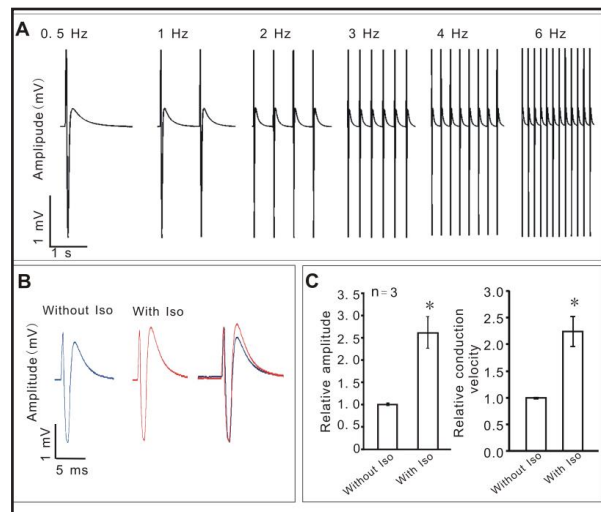 A
0.5 Hz 1 Hz 2 Hz 3 Hz 4 Hz 6 Hz
Amplipude(mV)
1 mV
1 s
B
Without Iso With Iso
Amplitude(mV)
1 mV
5 ms
C
n=3
Relative amplitude
3.5
3.0
2.5
2.0
1.5
1.0
0.5
0
*
Without Iso
With Iso
Relative conduction
velocity
3.0
2.5
2.0
1.5
1.0
0.5
0.0
*
Without Iso
With Iso